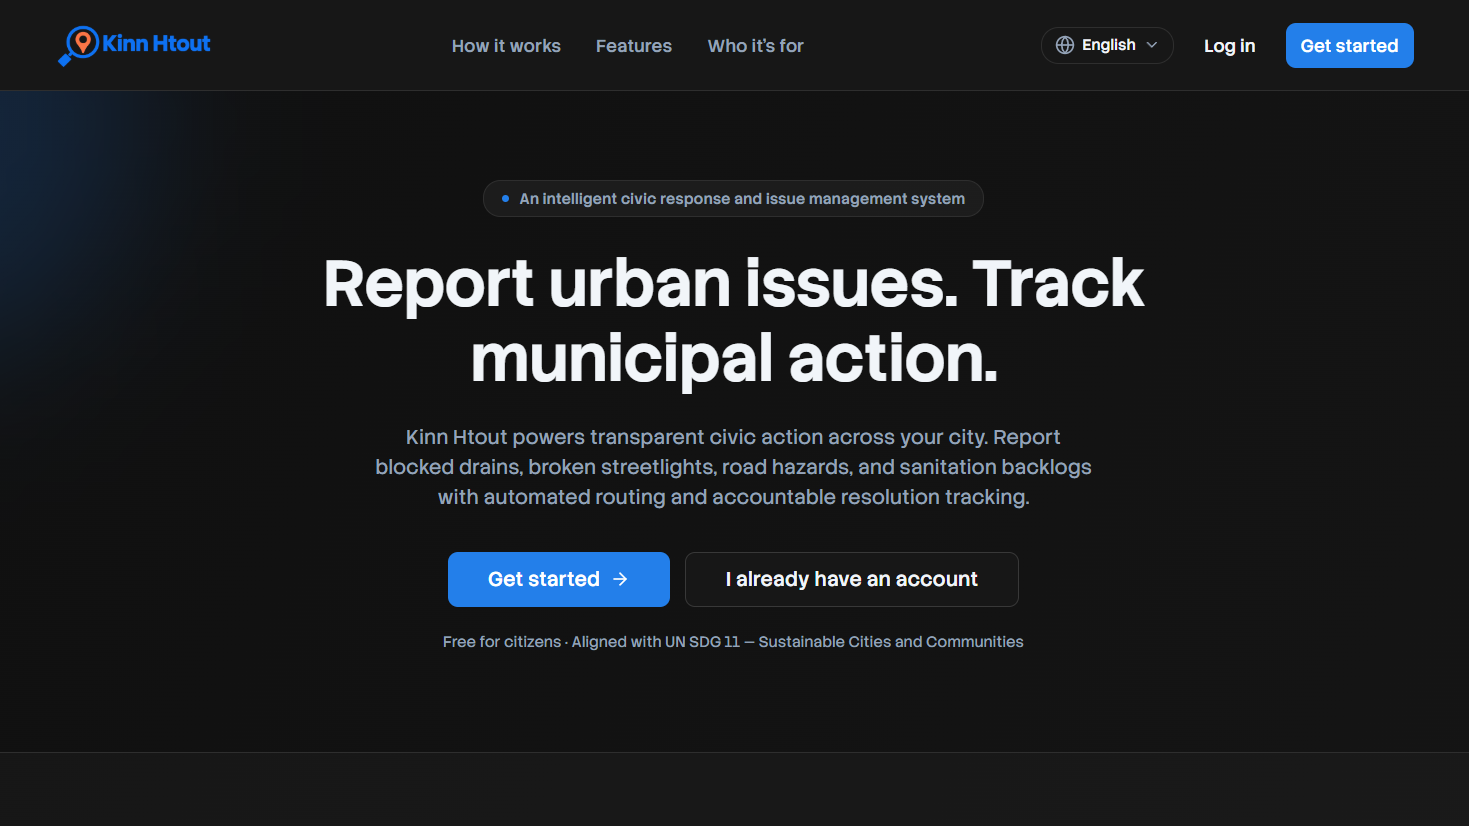 Kinn Htout
How it works
Features
Who it's for
English
Log in
Get started
An intelligent civic response and issue management system
Report urban issues. Track
municipal action.
Kinn Htout powers transparent civic action across your city. Report
blocked drains, broken streetlights, road hazards, and sanitation backlogs
with automated routing and accountable resolution tracking.
Get started →
I already have an account
Free for citizens · Aligned with UN SDG 11 — Sustainable Cities and Communities